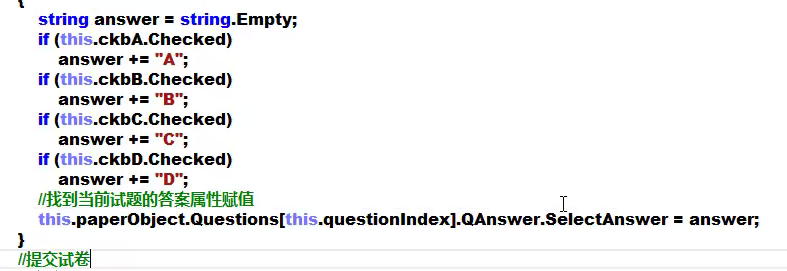 {
string answer = string.Empty;
if (this.ckbA.Checked)
answer += "A";
if (this.ckbB.Checked)
answer += "B";
if (this.ckbC.Checked)
answer += "C";
if (this.ckbD.Checked)
answer += "D";
//找到当前试题的答案属性赋值
this.paperObject.Questions[this.questionIndex].QAnswer.SelectAnswer = answer;
}
//提交试卷